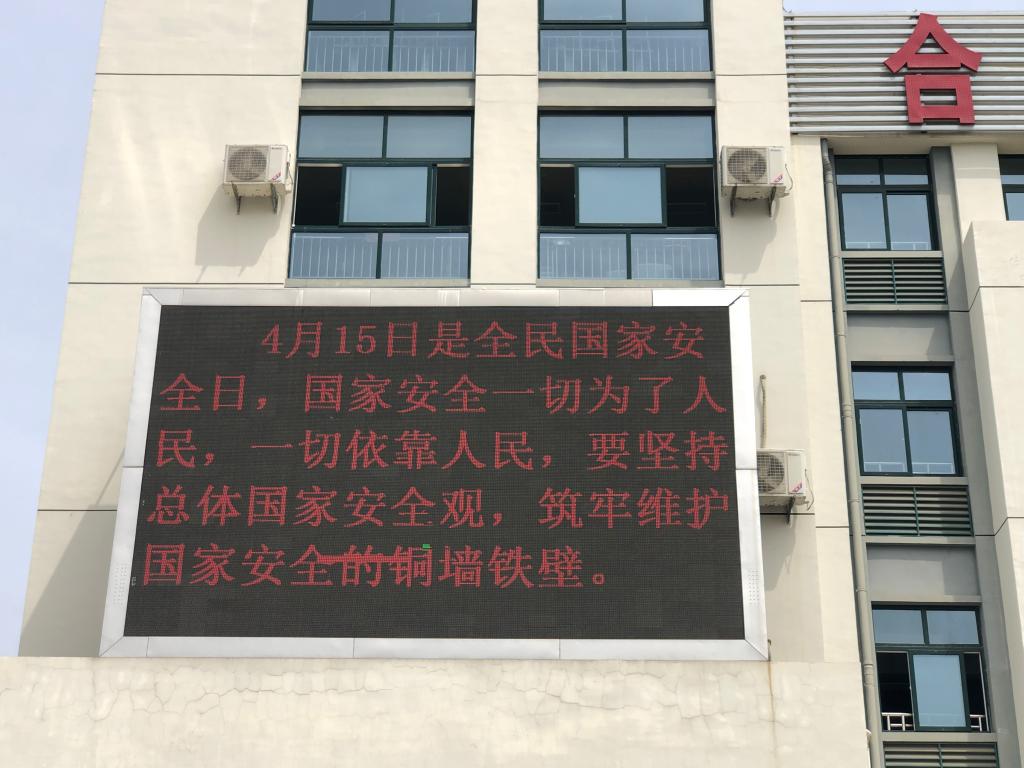 合
4月15日是全民国家安
全日，国家安全一切为了人
民，一切依靠人民，要坚持
总体国家安全观，筑牢维护
国家安全的铜墙铁壁。